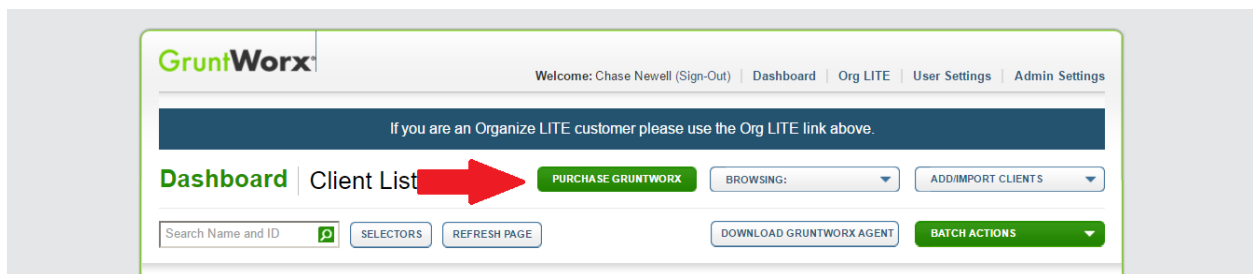 GruntWorx
Welcome: Chase Newell (Sign-Out) | Dashboard | Org LITE | User Settings | Admin Settings
If you are an Organize LITE customer please use the Org LITE link above.
Dashboard | Client List PURCHASE GRUNTWORX BROWSING: ADD/IMPORT CLIENTS
Search Name and ID SELECTORS REFRESH PAGE DOWNLOAD GRUNTWORX AGENT BATCH ACTIONS